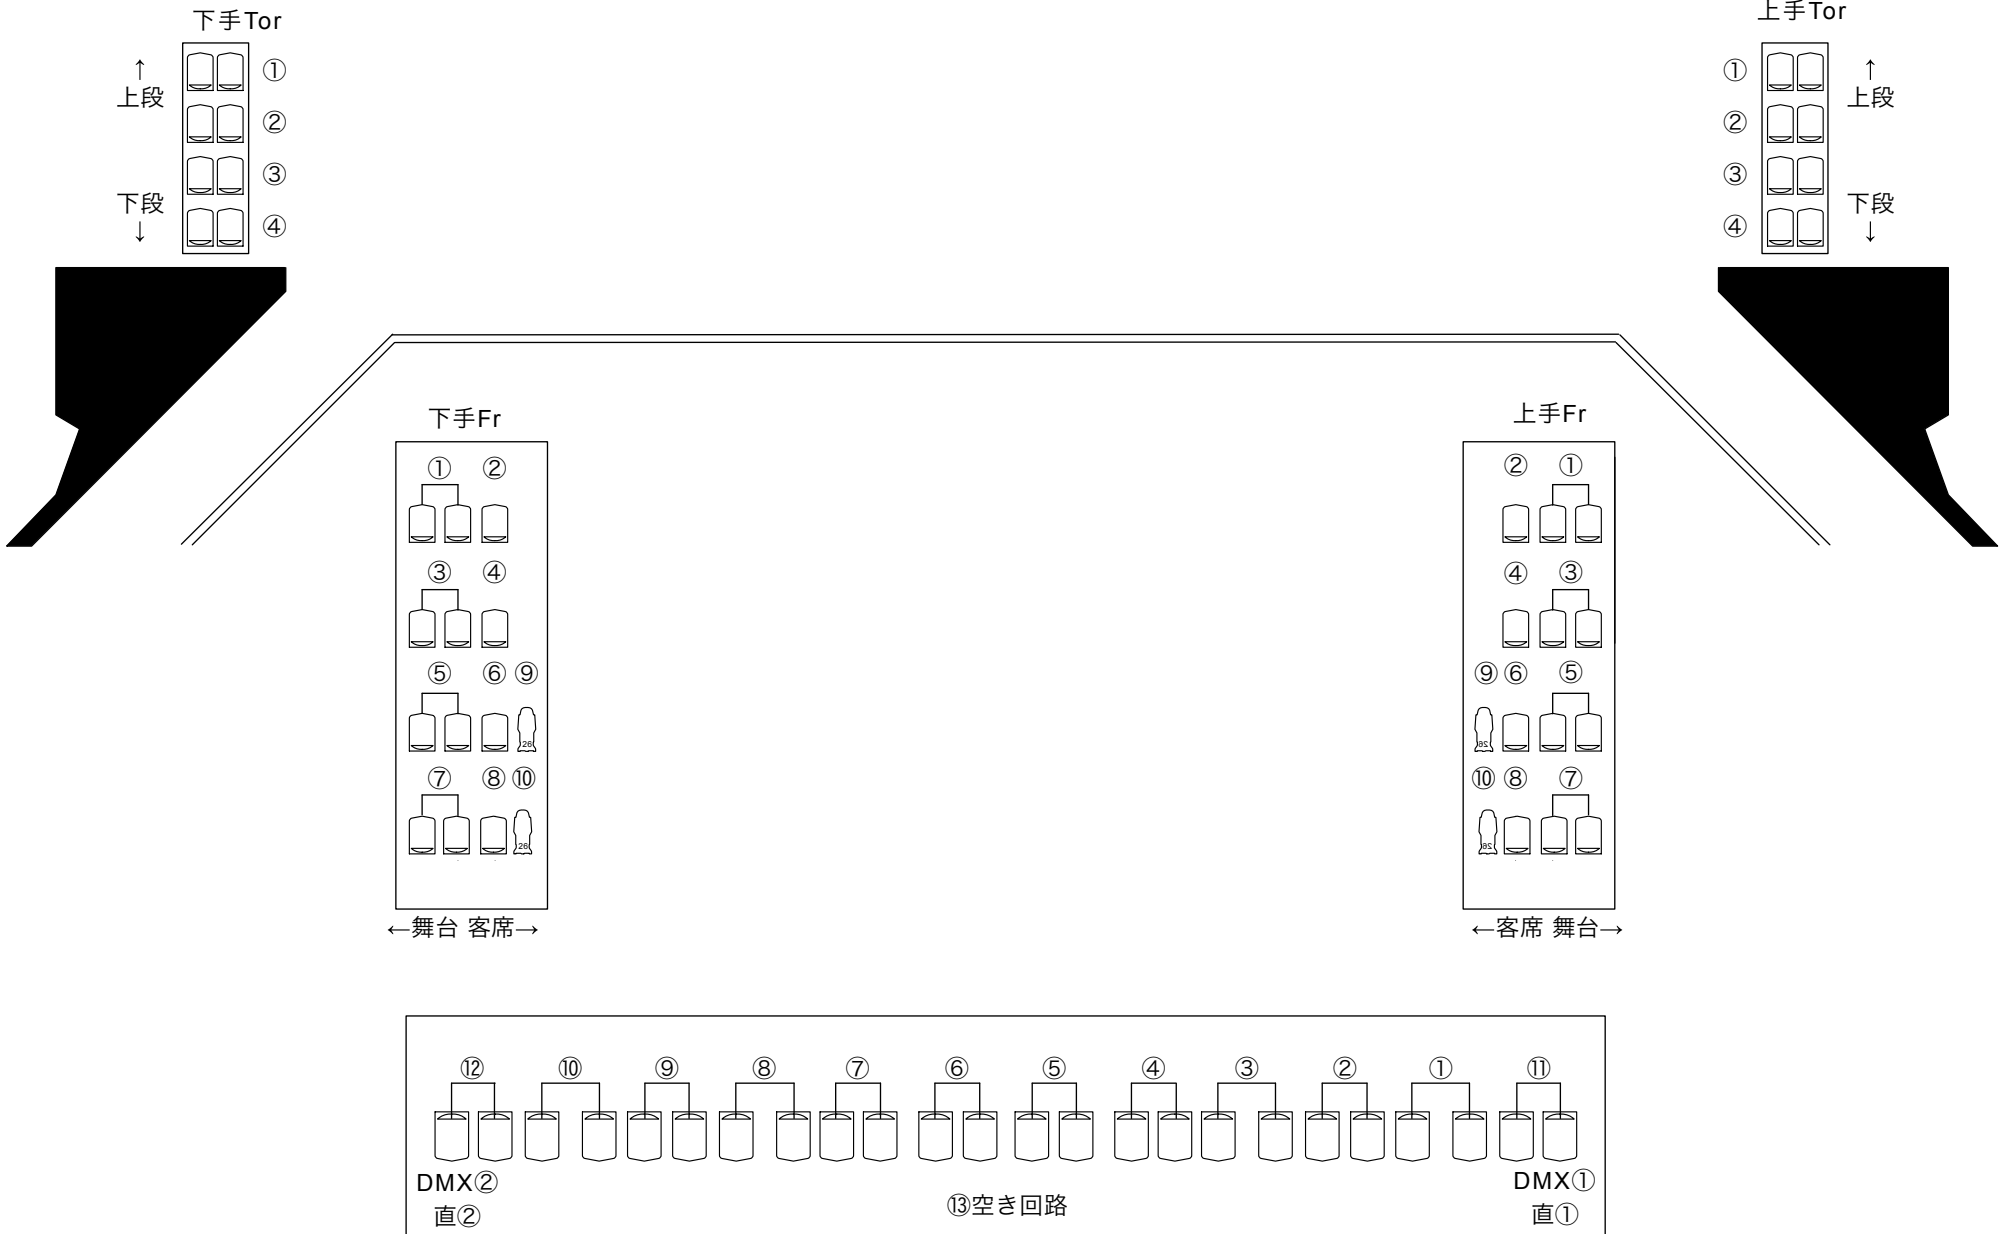 下手Tor
上手Tor
↑
上段
①
②
③
④
下段
↓
①
②
③
④
↑
上段
下段
↓
下手Fr
① ②
③ ④
⑤ ⑥ ⑨
26
⑦ ⑧ ⑩
26
←舞台 客席→
上手Fr
② ①
④ ③
⑨ ⑥ ⑤
26
⑩ ⑧ ⑦
26
←客席 舞台→
⑫ ⑩ ⑨ ⑧ ⑦ ⑥ ⑤ ④ ③ ② ① ⑪
DMX②
直②
⑬空き回路
DMX①
直①